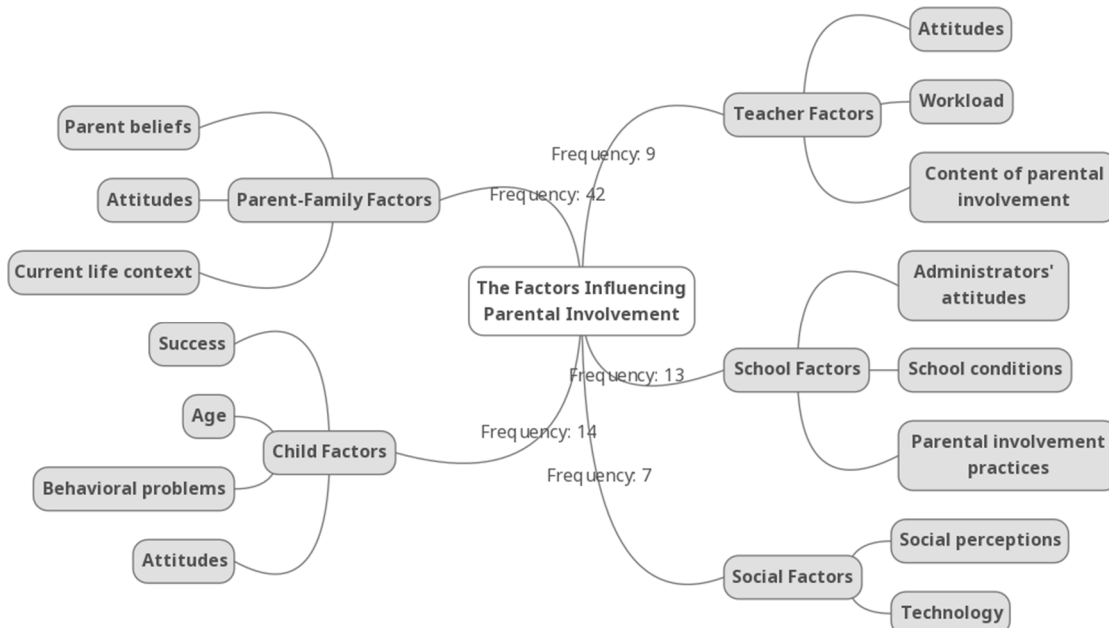 The Factors Influencing
Parental Involvement
Frequency: 42
Parent-Family Factors
Parent beliefs
Attitudes
Current life context
Frequency: 14
Child Factors
Success
Age
Behavioral problems
Attitudes
Frequency: 9
Teacher Factors
Attitudes
Workload
Content of parental
involvement
Frequency: 13
School Factors
Administrators'
attitudes
School conditions
Parental involvement
practices
Frequency: 7
Social Factors
Social perceptions
Technology